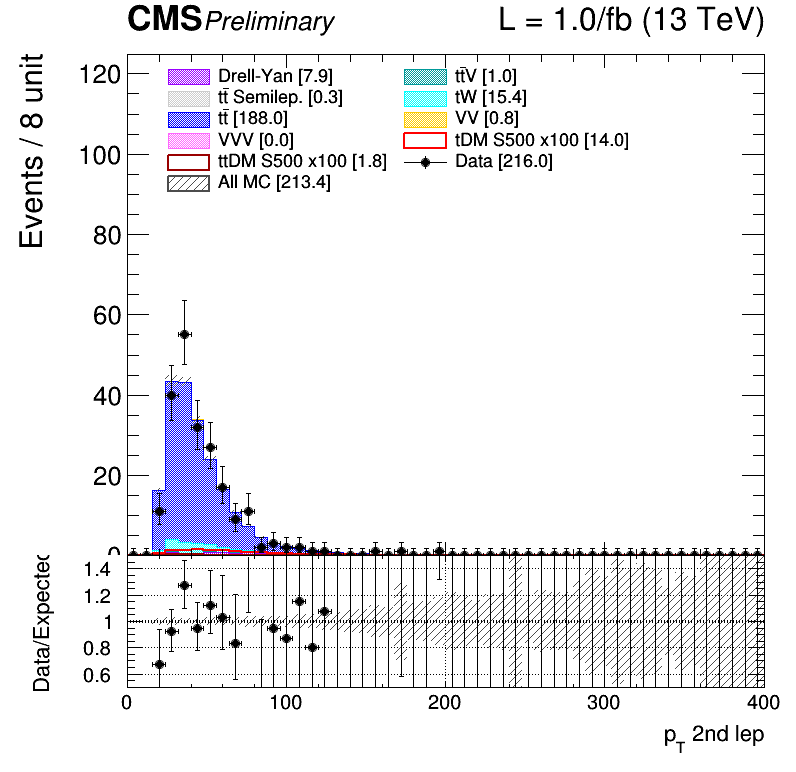 CMS Preliminary L = 1.0/fb (13 TeV)
Events / 8 unit
120
100
80
60
40
20
0
Drell-Yan [7.9]
tt̄ Semilep. [0.3]
tt̄ [188.0]
VVV [0.0]
ttDM S500 x100 [1.8]
All MC [213.4]
tt̄V [1.0]
tW [15.4]
VV [0.8]
tDM S500 x100 [14.0]
Data [216.0]
Data/Expected
1.4
1.2
1
0.8
0.6
0 100 200 300 400
p_T 2nd lep